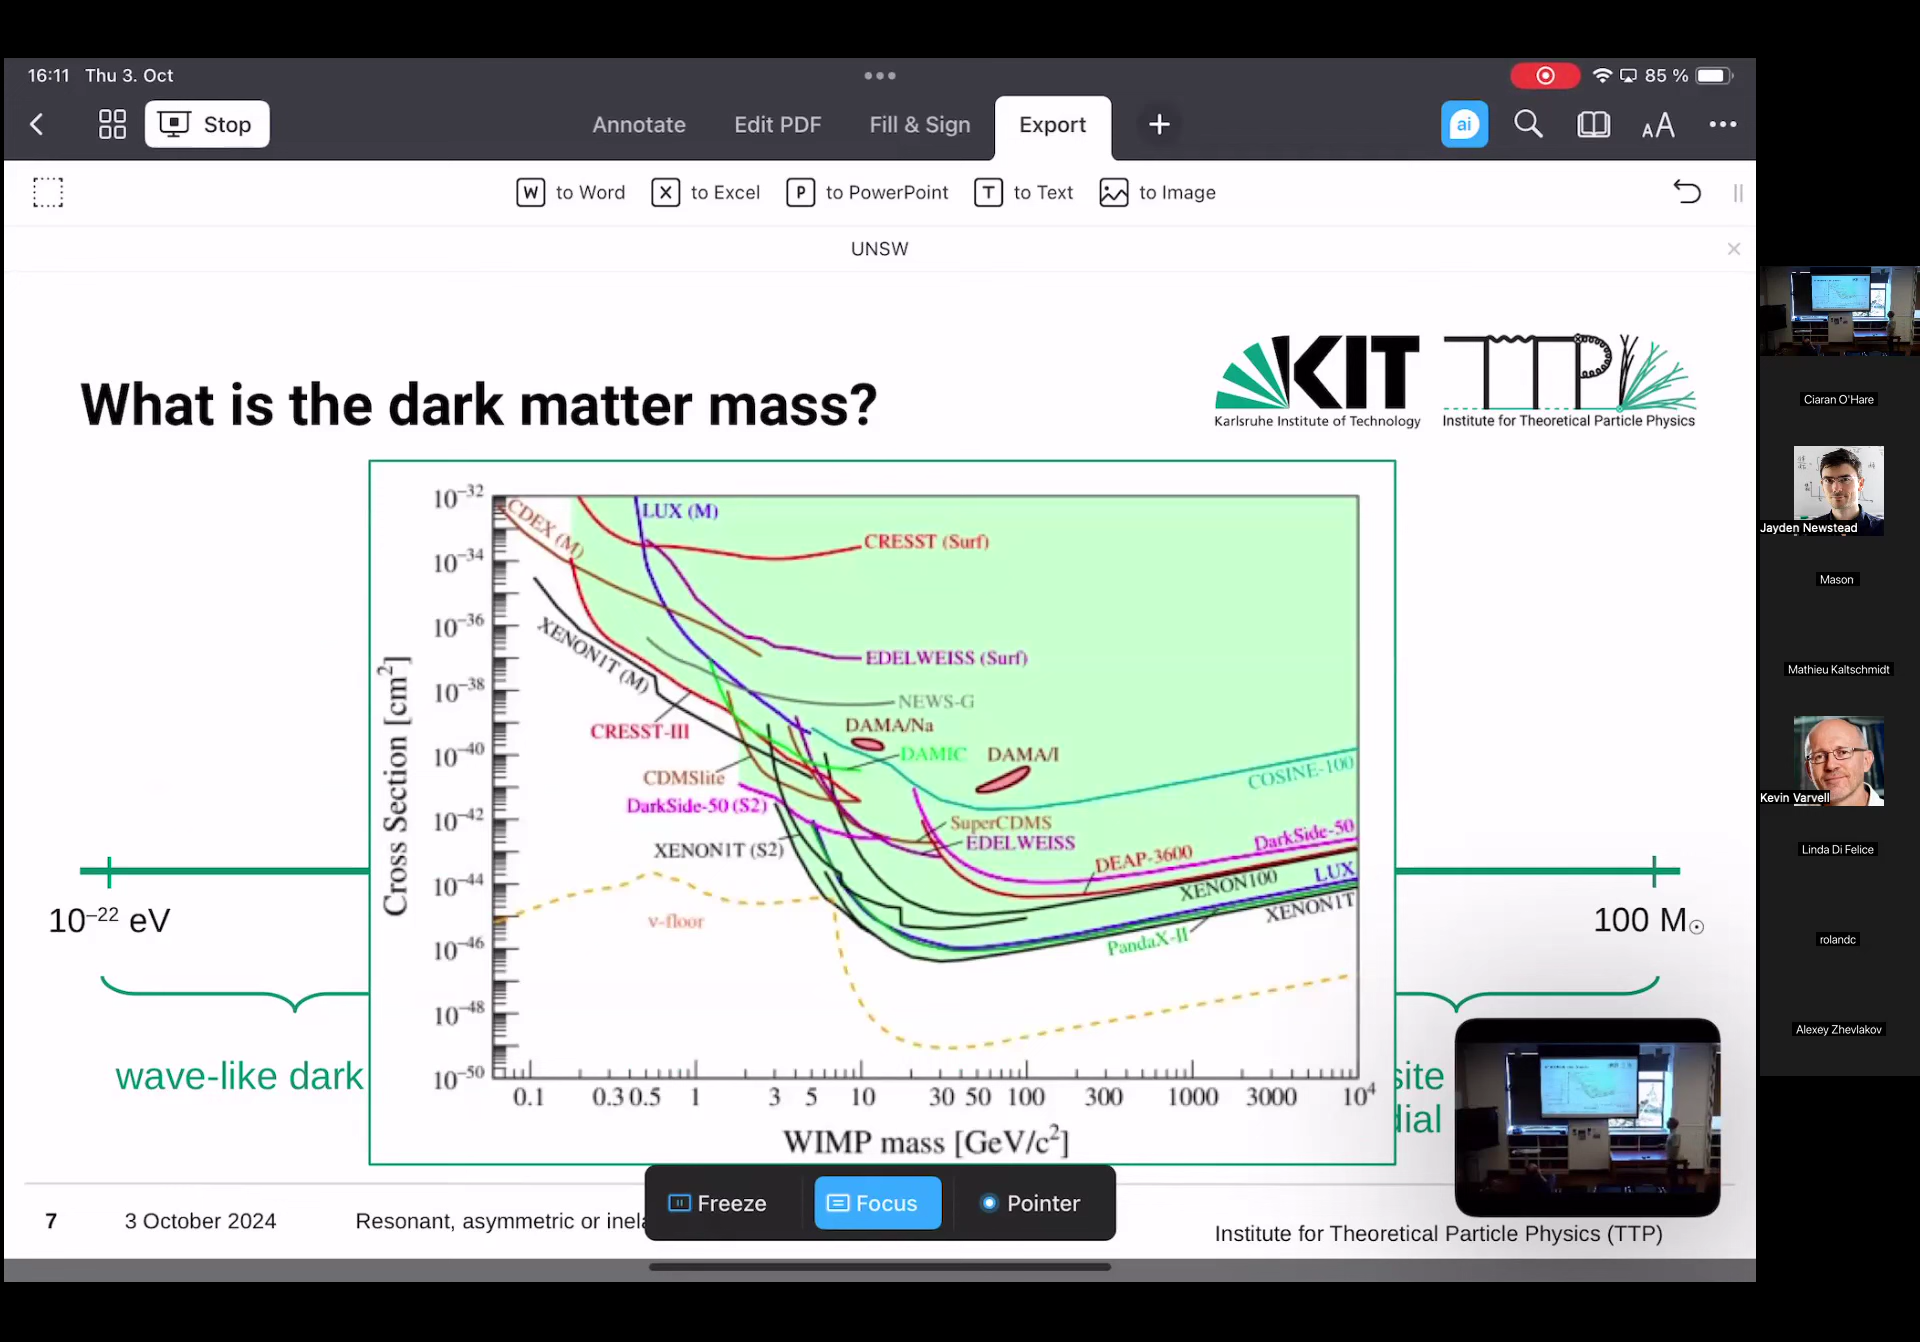 16:11 Thu 3. Oct
85 %
Stop
Annotate
Edit PDF
Fill & Sign
Export
+
ai
AA
W to Word
X to Excel
P to PowerPoint
T to Text
to Image
UNSW
What is the dark matter mass?
KIT
Karlsruhe Institute of Technology
TTP
Institute for Theoretical Particle Physics
Cross Section [cm²]
10⁻³²
10⁻³⁴
10⁻³⁶
10⁻³⁸
10⁻⁴⁰
10⁻⁴²
10⁻⁴⁴
10⁻⁴⁶
10⁻⁴⁸
10⁻⁵⁰
CDEX (M)
LUX (M)
CRESST (Surf)
XENON1T (M)
EDELWEISS (Surf)
NEWS-G
CRESST-III
DAMA/Na
DAMIC
DAMA/I
CDMSlite
COSINE-100
DarkSide-50 (S2)
SuperCDMS
EDELWEISS
XENON1T (S2)
DEAP-3600
DarkSide-50
XENON100
LUX
XENON1T
PandaX-II
ν-floor
0.1 0.3 0.5 1 3 5 10 30 50 100 300 1000 3000 10⁴
WIMP mass [GeV/c²]
10⁻²² eV
100 M☉
wave-like dark
site
dial
Freeze
Focus
Pointer
7
3 October 2024
Resonant, asymmetric or inela
Institute for Theoretical Particle Physics (TTP)
Ciaran O'Hare
Jayden Newstead
Mason
Mathieu Kaltschmidt
Kevin Varvell
Linda Di Felice
rolandc
Alexey Zhevlakov